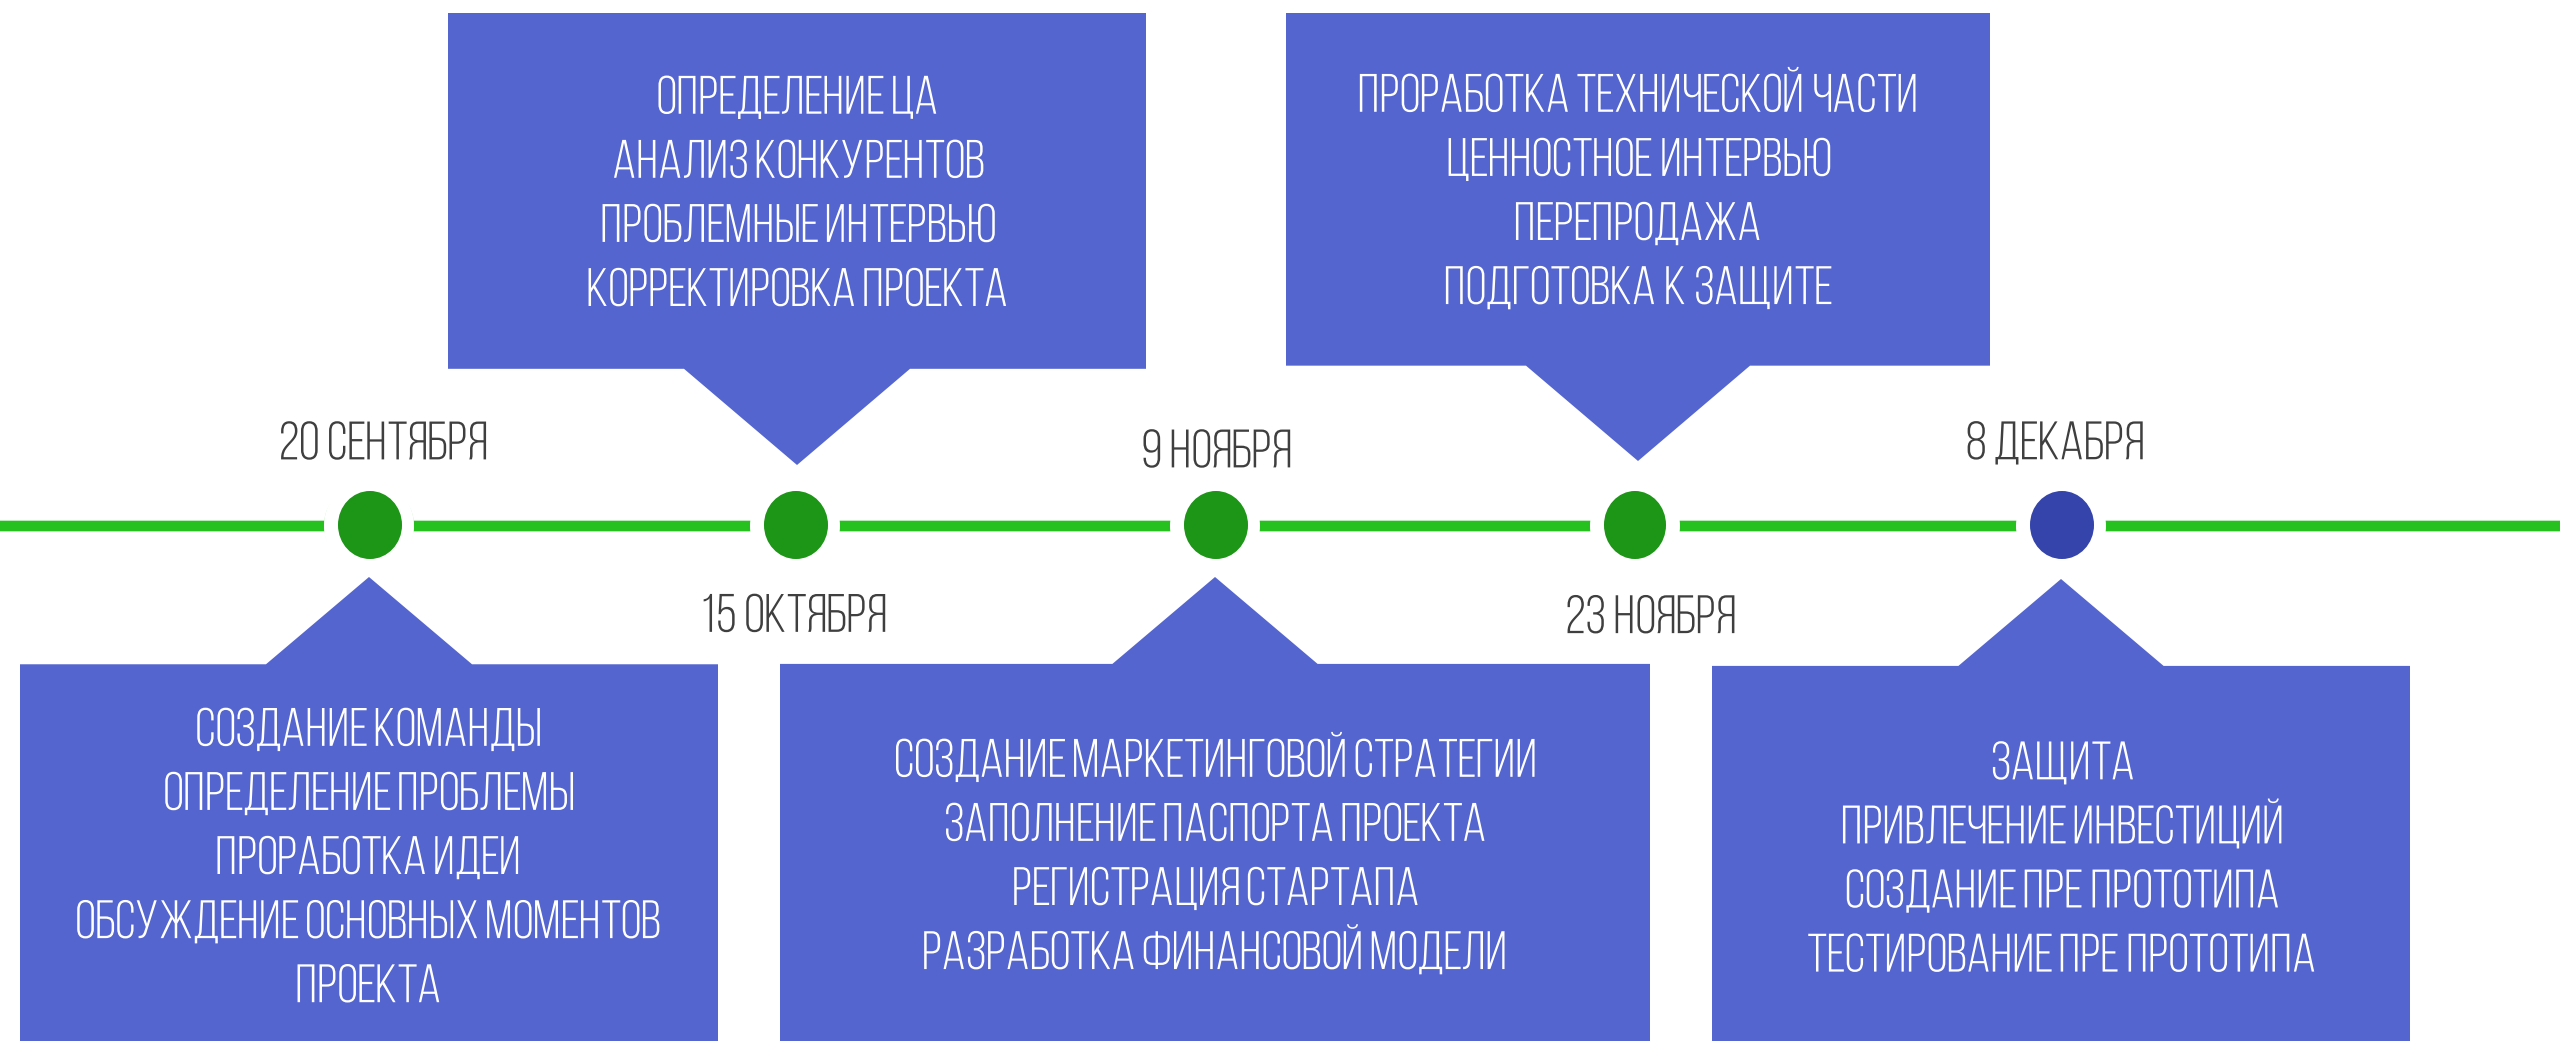 20 СЕНТЯБРЯ
СОЗДАНИЕ КОМАНДЫ
ОПРЕДЕЛЕНИЕ ПРОБЛЕМЫ
ПРОРАБОТКА ИДЕИ
ОБСУЖДЕНИЕ ОСНОВНЫХ МОМЕНТОВ
ПРОЕКТА
ОПРЕДЕЛЕНИЕ ЦА
АНАЛИЗ КОНКУРЕНТОВ
ПРОБЛЕМНЫЕ ИНТЕРВЬЮ
КОРРЕКТИРОВКА ПРОЕКТА
15 ОКТЯБРЯ
9 НОЯБРЯ
СОЗДАНИЕ МАРКЕТИНГОВОЙ СТРАТЕГИИ
ЗАПОЛНЕНИЕ ПАСПОРТА ПРОЕКТА
РЕГИСТРАЦИЯ СТАРТАПА
РАЗРАБОТКА ФИНАНСОВОЙ МОДЕЛИ
ПРОРАБОТКА ТЕХНИЧЕСКОЙ ЧАСТИ
ЦЕННОСТНОЕ ИНТЕРВЬЮ
ПЕРЕПРОДАЖА
ПОДГОТОВКА К ЗАЩИТЕ
23 НОЯБРЯ
8 ДЕКАБРЯ
ЗАЩИТА
ПРИВЛЕЧЕНИЕ ИНВЕСТИЦИЙ
СОЗДАНИЕ ПРЕ ПРОТОТИПА
ТЕСТИРОВАНИЕ ПРЕ ПРОТОТИПА